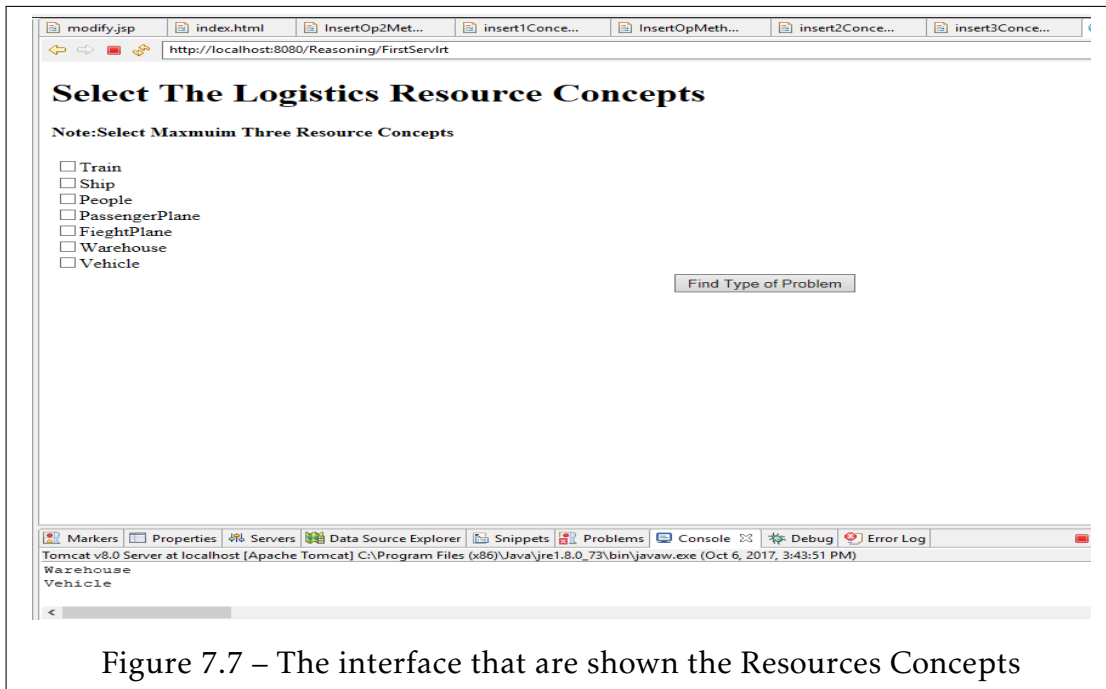 modify.jsp index.html InsertOp2Met... insert1Conce... InsertOpMeth... insert2Conce... insert3Conce...
http://localhost:8080/Reasoning/FirstServlrt
Select The Logistics Resource Concepts
Note:Select Maxmuim Three Resource Concepts
Train
Ship
People
PassengerPlane
FieghtPlane
Warehouse
Vehicle
Find Type of Problem
Markers Properties Servers Data Source Explorer Snippets Problems Console Debug Error Log
Tomcat v8.0 Server at localhost [Apache Tomcat] C:\Program Files (x86)\Java\jre1.8.0_73\bin\javaw.exe (Oct 6, 2017, 3:43:51 PM)
Warehouse
Vehicle
Figure 7.7 – The interface that are shown the Resources Concepts